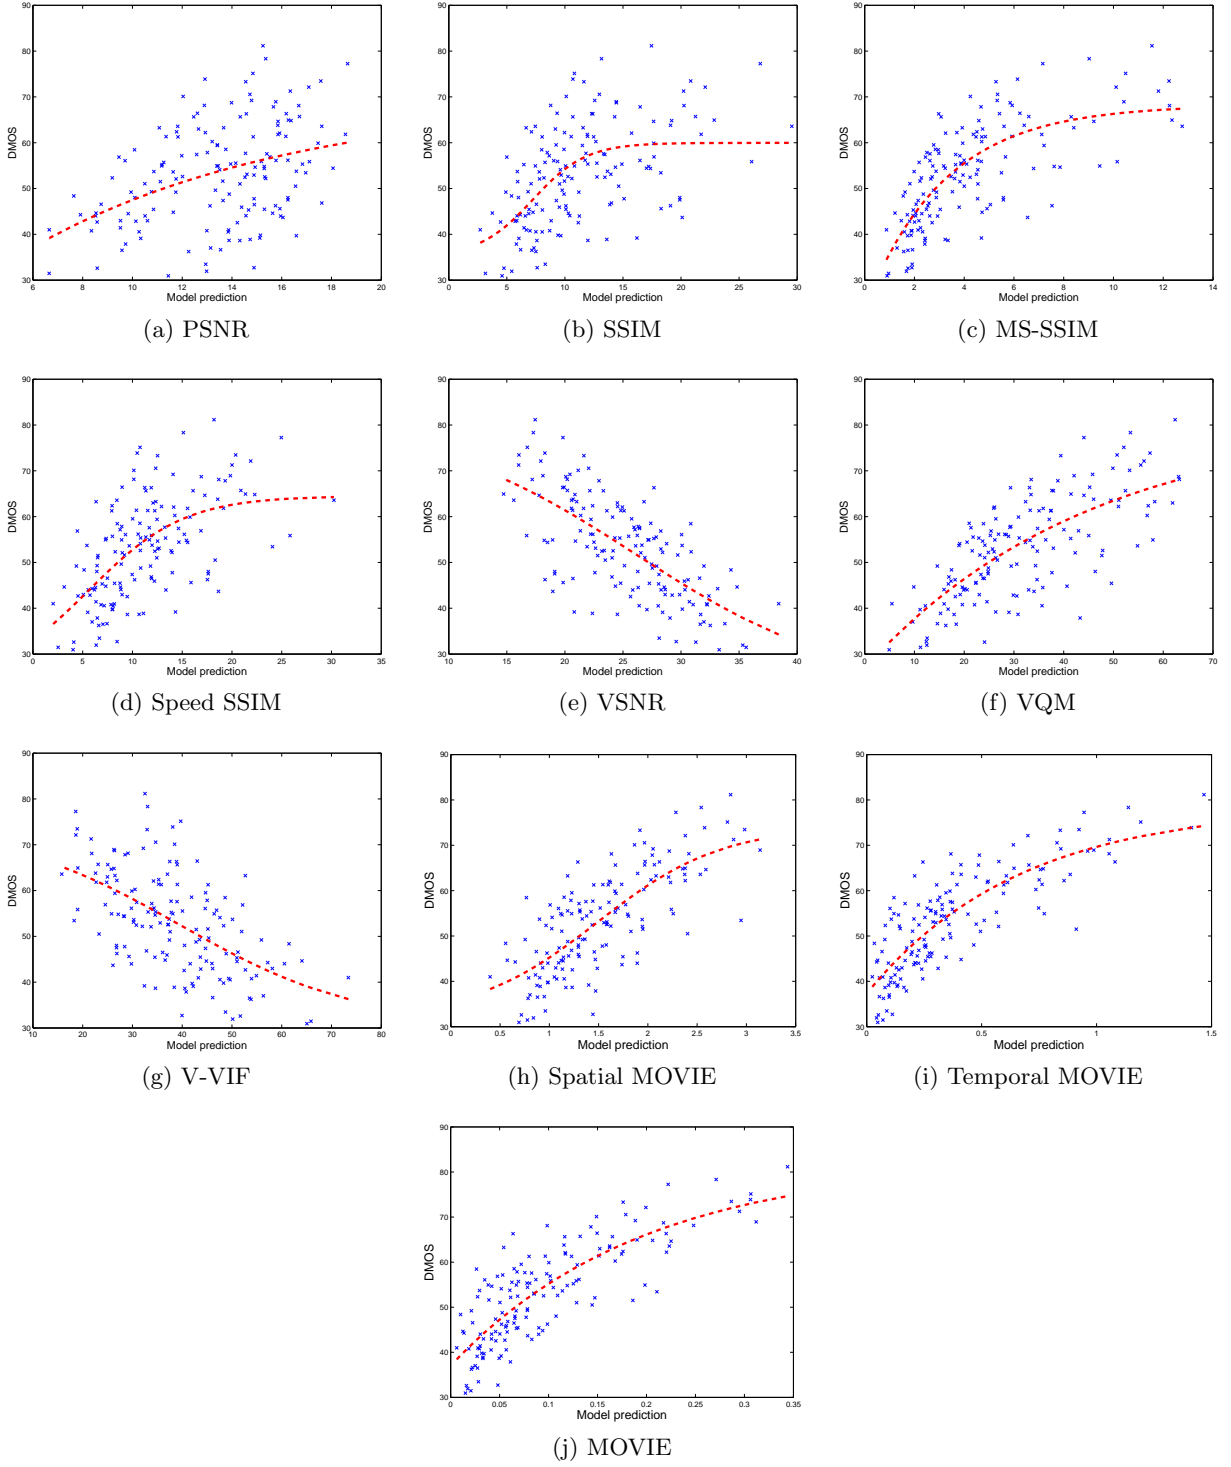 90
80
70
60
50
40
30
DMOS
6 8 10 12 14 16 18 20
Model prediction
(a) PSNR
90
80
70
60
50
40
30
DMOS
0 5 10 15 20 25 30
Model prediction
(b) SSIM
90
80
70
60
50
40
30
DMOS
0 2 4 6 8 10 12 14
Model prediction
(c) MS-SSIM
90
80
70
60
50
40
30
DMOS
0 5 10 15 20 25 30 35
Model prediction
(d) Speed SSIM
90
80
70
60
50
40
30
DMOS
10 15 20 25 30 35 40
Model prediction
(e) VSNR
90
80
70
60
50
40
30
DMOS
0 10 20 30 40 50 60 70
Model prediction
(f) VQM
90
80
70
60
50
40
30
DMOS
10 20 30 40 50 60 70 80
Model prediction
(g) V-VIF
90
80
70
60
50
40
30
DMOS
0 0.5 1 1.5 2 2.5 3 3.5
Model prediction
(h) Spatial MOVIE
90
80
70
60
50
40
30
DMOS
0 0.5 1 1.5
Model prediction
(i) Temporal MOVIE
90
80
70
60
50
40
30
DMOS
0 0.05 0.1 0.15 0.2 0.25 0.3 0.35
Model prediction
(j) MOVIE